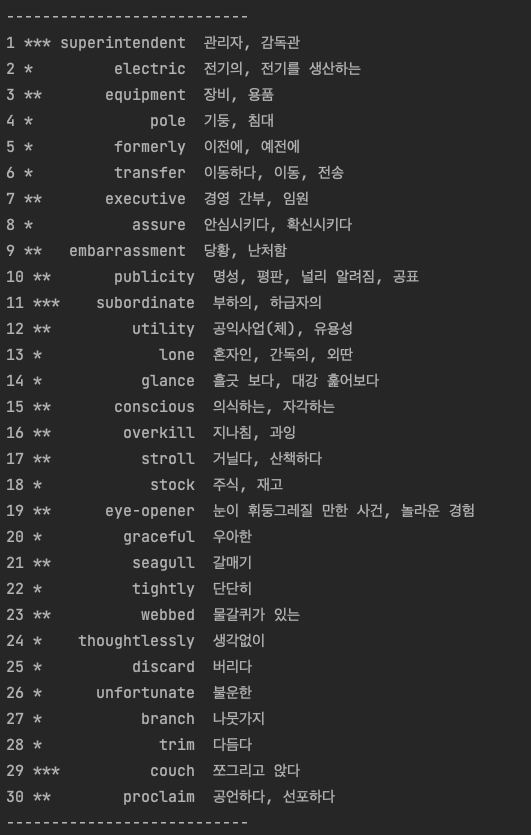 ---------------------------
1 *** superintendent 관리자, 감독관
2 * electric 전기의, 전기를 생산하는
3 ** equipment 장비, 용품
4 * pole 기둥, 침대
5 * formerly 이전에, 예전에
6 * transfer 이동하다, 이동, 전송
7 ** executive 경영 간부, 임원
8 * assure 안심시키다, 확신시키다
9 ** embarrassment 당황, 난처함
10 ** publicity 명성, 평판, 널리 알려짐, 공표
11 *** subordinate 부하의, 하급자의
12 ** utility 공익사업(체), 유용성
13 * lone 혼자인, 간독의, 외딴
14 * glance 흘긋 보다, 대강 훑어보다
15 ** conscious 의식하는, 자각하는
16 ** overkill 지나침, 과잉
17 ** stroll 거닐다, 산책하다
18 * stock 주식, 재고
19 ** eye-opener 눈이 휘둥그레질 만한 사건, 놀라운 경험
20 * graceful 우아한
21 ** seagull 갈매기
22 * tightly 단단히
23 ** webbed 물갈퀴가 있는
24 * thoughtlessly 생각없이
25 * discard 버리다
26 * unfortunate 불운한
27 * branch 나뭇가지
28 * trim 다듬다
29 *** couch 쪼그리고 앉다
30 ** proclaim 공언하다, 선포하다
---------------------------